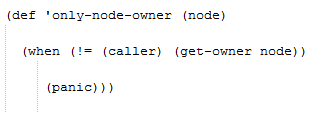 (def 'only-node-owner (node)
(when (!= (caller) (get-owner node))
(panic)))